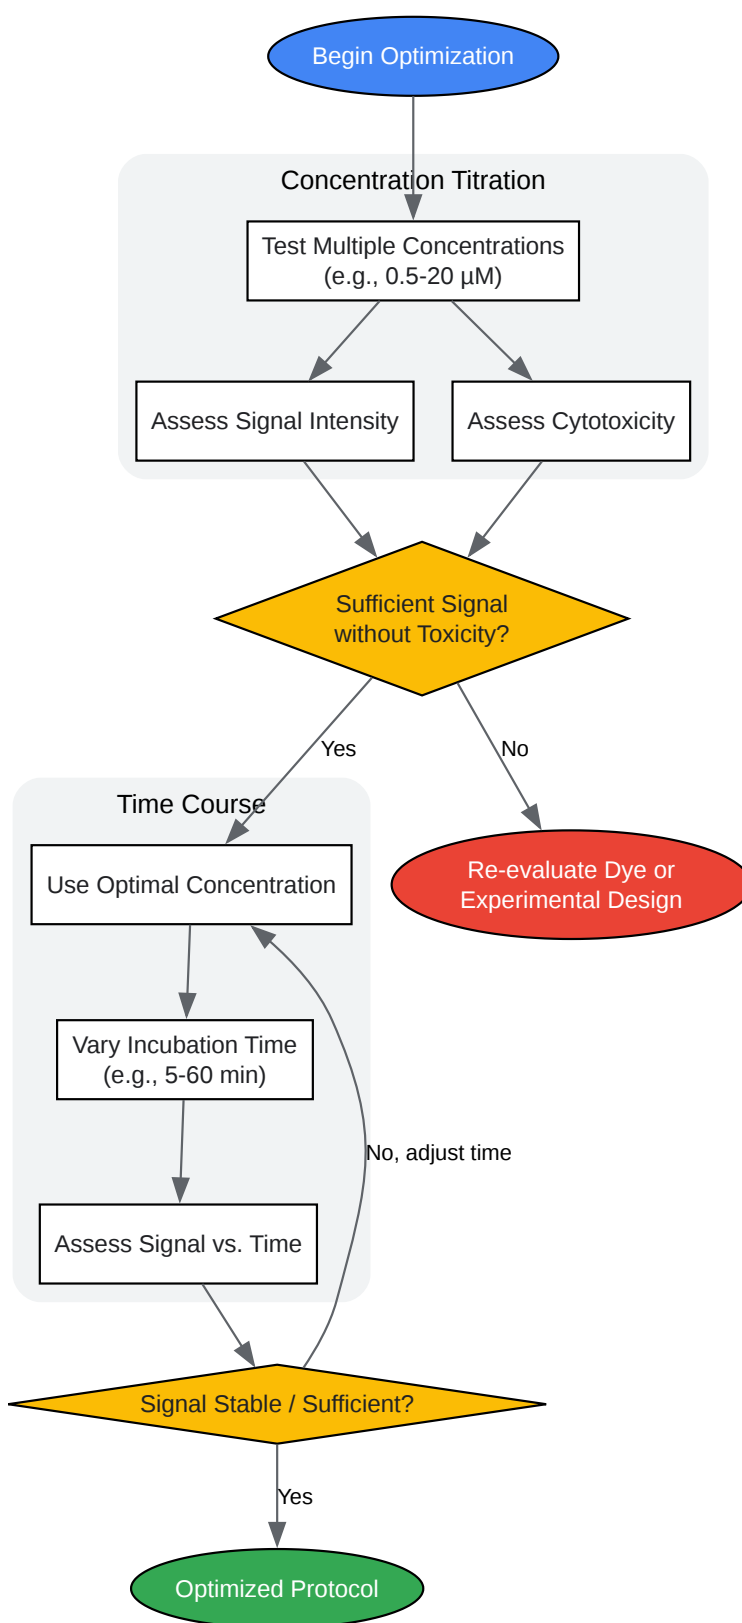 Begin Optimization
Concentration Titration
Test Multiple Concentrations
(e.g., 0.5-20 µM)
Assess Signal Intensity
Assess Cytotoxicity
Sufficient Signal
without Toxicity?
Yes
No
Time Course
Use Optimal Concentration
Re-evaluate Dye or
Experimental Design
Vary Incubation Time
(e.g., 5-60 min)
No, adjust time
Assess Signal vs. Time
Signal Stable / Sufficient?
Yes
Optimized Protocol